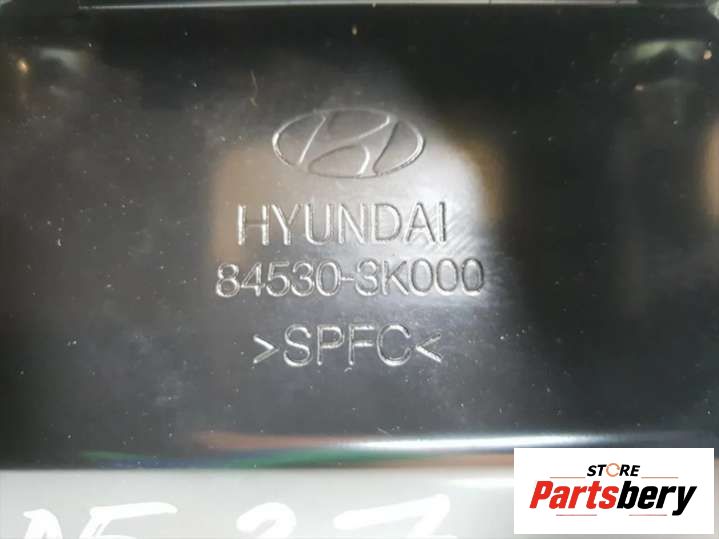 HYUNDAI
84530-3K000
>SPFC<
STORE
Partsbery